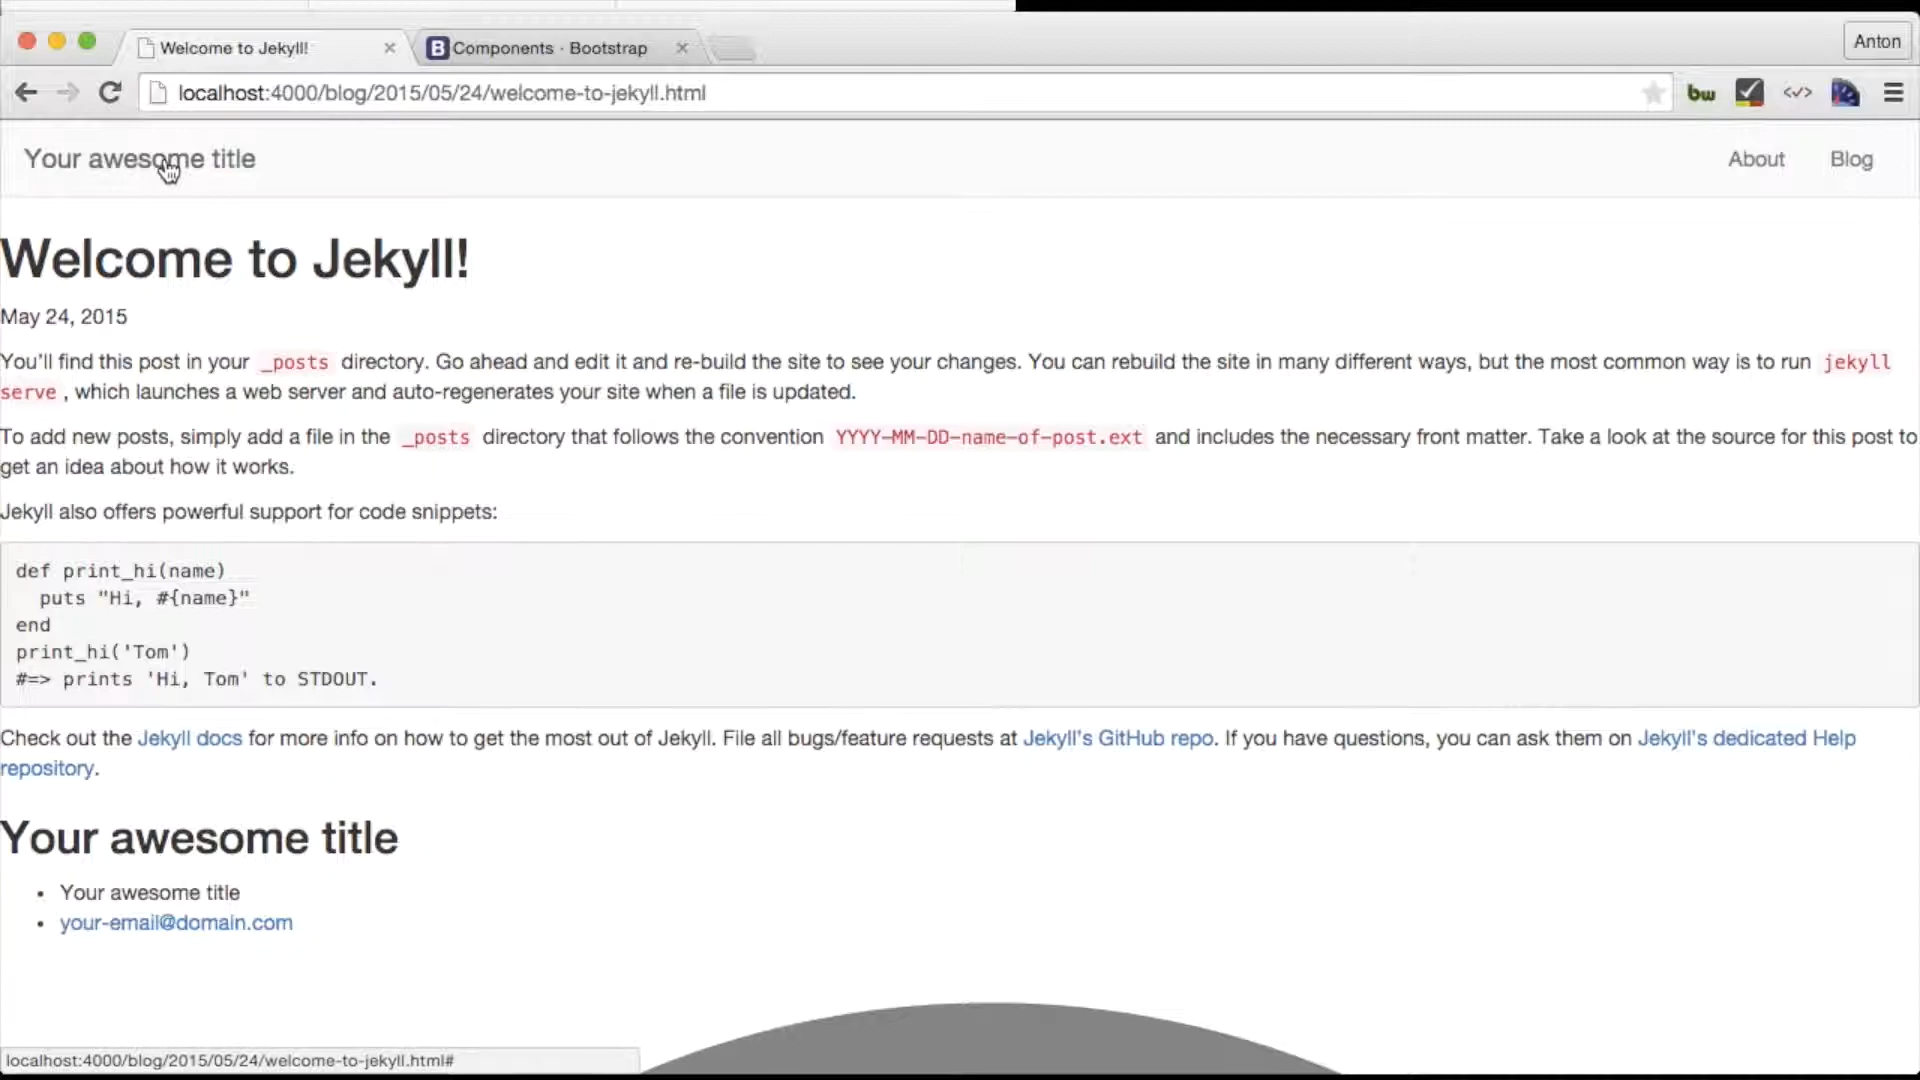 Welcome to Jekyll!
Components · Bootstrap
Anton
localhost:4000/blog/2015/05/24/welcome-to-jekyll.html
bw
Your awesome title
About
Blog
Welcome to Jekyll!
May 24, 2015
You'll find this post in your _posts directory. Go ahead and edit it and re-build the site to see your changes. You can rebuild the site in many different ways, but the most common way is to run jekyll
serve , which launches a web server and auto-regenerates your site when a file is updated.
To add new posts, simply add a file in the _posts directory that follows the convention YYYY-MM-DD-name-of-post.ext and includes the necessary front matter. Take a look at the source for this post to
get an idea about how it works.
Jekyll also offers powerful support for code snippets:
def print_hi(name)
  puts "Hi, #{name}"
end
print_hi('Tom')
#=> prints 'Hi, Tom' to STDOUT.
Check out the Jekyll docs for more info on how to get the most out of Jekyll. File all bugs/feature requests at Jekyll's GitHub repo. If you have questions, you can ask them on Jekyll's dedicated Help
repository.
Your awesome title
• Your awesome title
• your-email@domain.com
localhost:4000/blog/2015/05/24/welcome-to-jekyll.html#